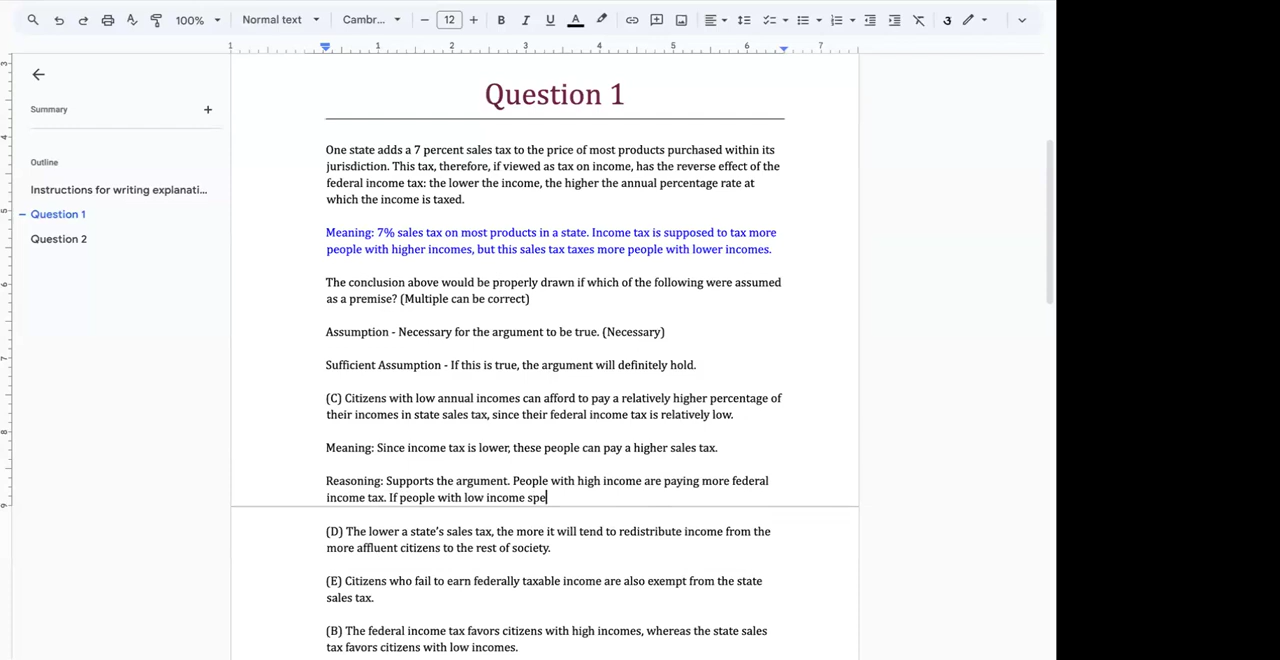 100%
Normal text
Cambr...
12
B
I
U
A
1
1
2
3
4
5
6
7
3
4
5
6
7
8
9
Summary
Outline
Instructions for writing explanati...
Question 1
Question 2
Question 1
One state adds a 7 percent sales tax to the price of most products purchased within its
jurisdiction. This tax, therefore, if viewed as tax on income, has the reverse effect of the
federal income tax: the lower the income, the higher the annual percentage rate at
which the income is taxed.
Meaning: 7% sales tax on most products in a state. Income tax is supposed to tax more
people with higher incomes, but this sales tax taxes more people with lower incomes.
The conclusion above would be properly drawn if which of the following were assumed
as a premise? (Multiple can be correct)
Assumption - Necessary for the argument to be true. {Necessary)
Sufficient Assumption - If this is true, the argument will definitely hold.
(C) Citizens with low annual incomes can afford to pay a relatively higher percentage of
their incomes in state sales tax, since their federal income tax is relatively low.
Meaning: Since income tax is lower, these people can pay a higher sales tax.
Reasoning: Supports the argument. People with high income are paying more federal
income tax. If people with low income spe
(D) The lower a state's sales tax, the more it will tend to redistribute income from the
more affluent citizens to the rest of society.
(E) Citizens who fail to earn federally taxable income are also exempt from the state
sales tax.
(B) The federal income tax favors citizens with high incomes, whereas the state sales
tax favors citizens with low incomes.